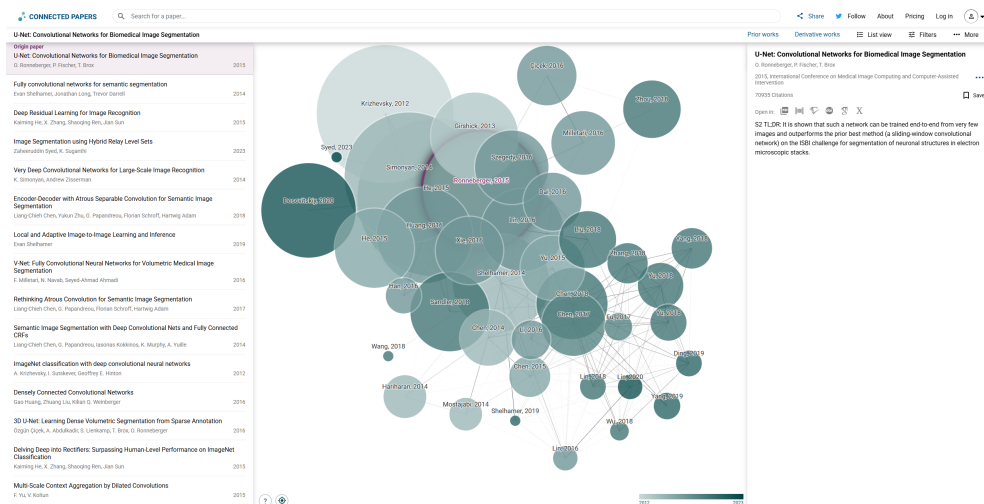 CONNECTED PAPERS
Search for a paper...
Share
Follow
About
Pricing
Log in
U-Net: Convolutional Networks for Biomedical Image Segmentation
Prior works
Derivative works
List view
Filters
More
Origin paper
U-Net: Convolutional Networks for Biomedical Image Segmentation
O. Ronneberger, P. Fischer, T. Brox
2015
Fully convolutional networks for semantic segmentation
Evan Shelhamer, Jonathan Long, Trevor Darrell
2014
Deep Residual Learning for Image Recognition
Kaiming He, X. Zhang, Shaoqing Ren, Jian Sun
2015
Image Segmentation using Hybrid Relay Level Sets
Zaheeruddin Syed, K. Suganthi
2023
Very Deep Convolutional Networks for Large-Scale Image Recognition
K. Simonyan, Andrew Zisserman
2014
Encoder-Decoder with Atrous Separable Convolution for Semantic Image
Segmentation
Liang-Chieh Chen, Yukun Zhu, G. Papandreou, Florian Schroff, Hartwig Adam
2018
Local and Adaptive Image-to-Image Learning and Inference
Evan Shelhamer
2019
V-Net: Fully Convolutional Neural Networks for Volumetric Medical Image
Segmentation
F. Milletari, N. Navab, Seyed-Ahmad Ahmadi
2016
Rethinking Atrous Convolution for Semantic Image Segmentation
Liang-Chieh Chen, G. Papandreou, Florian Schroff, Hartwig Adam
2017
Semantic Image Segmentation with Deep Convolutional Nets and Fully Connected
CRFs
Liang-Chieh Chen, G. Papandreou, Iasonas Kokkinos, K. Murphy, A. Yuille
2014
ImageNet classification with deep convolutional neural networks
A. Krizhevsky, I. Sutskever, Geoffrey E. Hinton
2012
Densely Connected Convolutional Networks
Gao Huang, Zhuang Liu, Kilian Q. Weinberger
2016
3D U-Net: Learning Dense Volumetric Segmentation from Sparse Annotation
Özgün Çiçek, A. Abdulkadir, S. Lienkamp, T. Brox, O. Ronneberger
2016
Delving Deep into Rectifiers: Surpassing Human-Level Performance on ImageNet
Classification
Kaiming He, X. Zhang, Shaoqing Ren, Jian Sun
2015
Multi-Scale Context Aggregation by Dilated Convolutions
F. Yu, V. Koltun
2015
Çiçek, 2016
Zhou, 2018
Krizhevsky, 2012
Girshick, 2013
Milletari, 2016
Syed, 2023
Szegedy, 2014
Simonyan, 2014
Ronneberger, 2015
He, 2015
Dai, 2016
Dosovitskiy, 2020
Lin, 2016
Huang, 2016
Liu, 2018
He, 2015
Xie, 2016
Fang, 2018
Zhang, 2018
Yu, 2015
Shelhamer, 2014
Yu, 2018
Han, 2016
Chen, 2018
Sandler, 2018
Chen, 2017
Fu, 2017
Chen, 2014
Wang, 2018
Ding, 2019
Chen, 2015
Lin, 2018
Hariharan, 2014
Yang, 2019
Mostajabi, 2014
Shelhamer, 2019
Wu, 2018
Lin, 2016
2012
2023
U-Net: Convolutional Networks for Biomedical Image Segmentation
O. Ronneberger, P. Fischer, T. Brox
2015, International Conference on Medical Image Computing and Computer-Assisted
Intervention
70935 Citations
Save
Open in:
S2 TL;DR: It is shown that such a network can be trained end-to-end from very few
images and outperforms the prior best method (a sliding-window convolutional
network) on the ISBI challenge for segmentation of neuronal structures in electron
microscopic stacks.